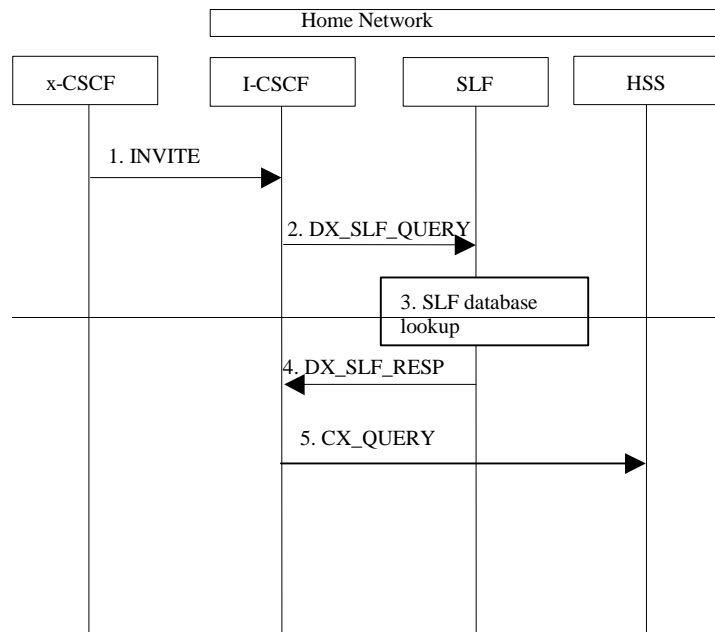 Home Network
x-CSCF
I-CSCF
SLF
HSS
1. INVITE
2. DX_SLF_QUERY
3. SLF database
lookup
4. DX_SLF_RESP
5. CX_QUERY